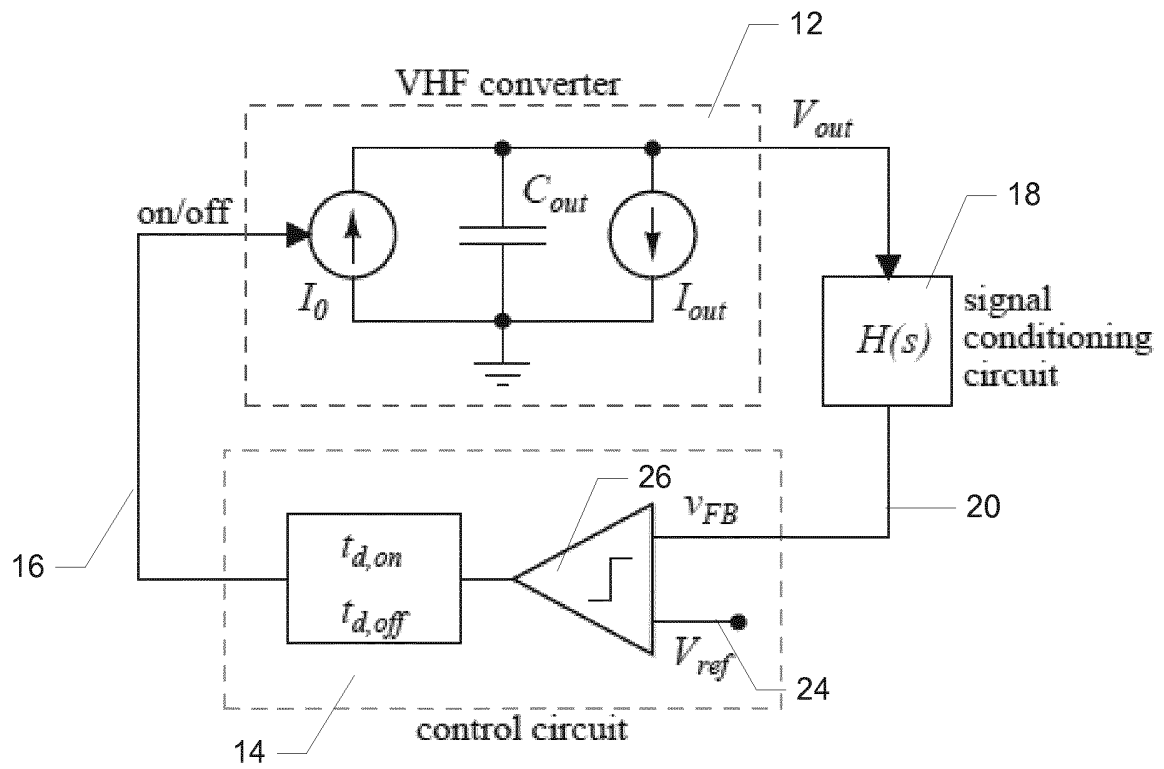 12
VHF converter
V_out
on/off
C_out
18
I_0
I_out
H(s)
signal
conditioning
circuit
26
v_FB
20
16
t_d,on
t_d,off
V_ref
24
14
control circuit